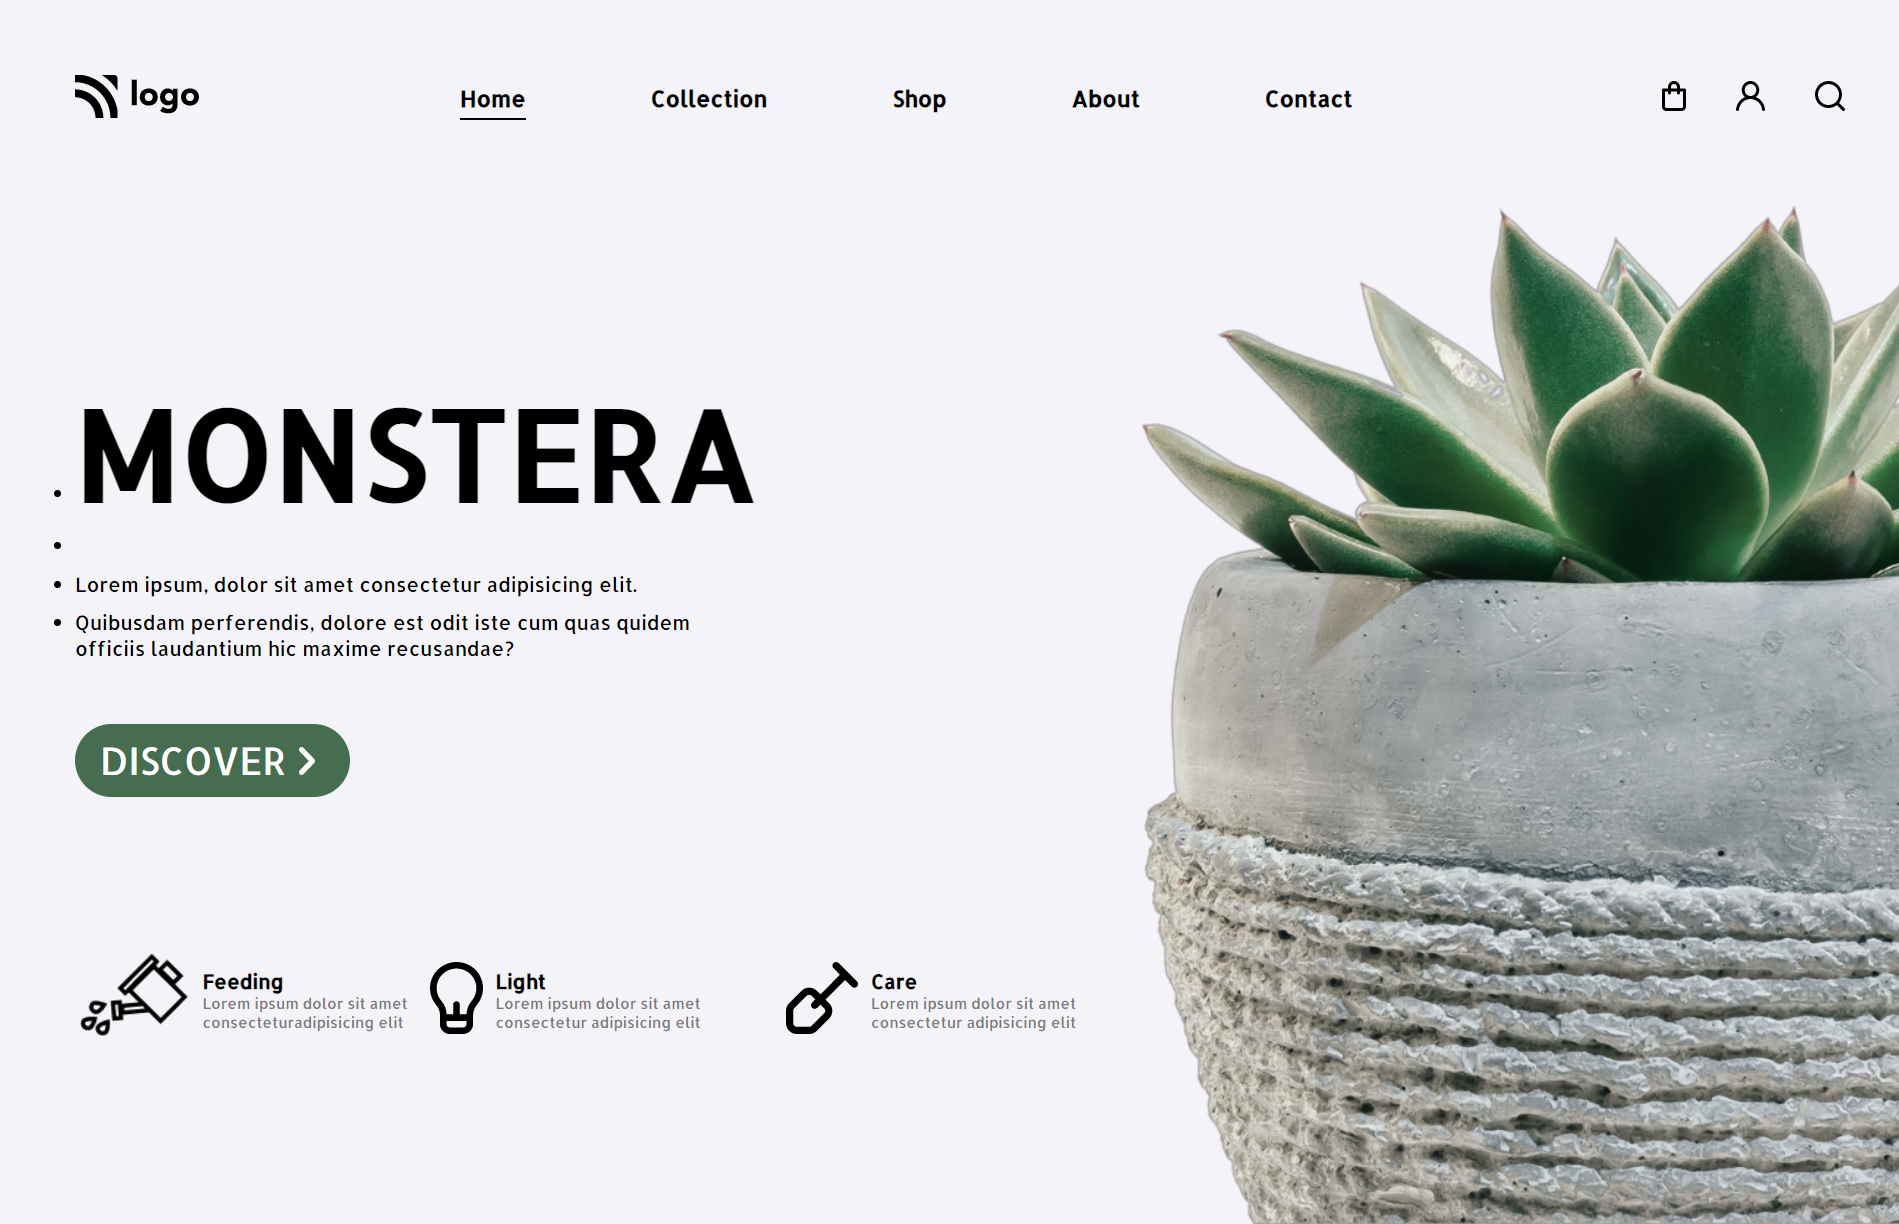 logo
Home
Collection
Shop
About
Contact
MONSTERA
Lorem ipsum, dolor sit amet consectetur adipisicing elit.
Quibusdam perferendis, dolore est odit iste cum quas quidem
officiis laudantium hic maxime recusandae?
DISCOVER
Feeding
Lorem ipsum dolor sit amet
consecteturadipisicing elit
Light
Lorem ipsum dolor sit amet
consectetur adipisicing elit
Care
Lorem ipsum dolor sit amet
consectetur adipisicing elit